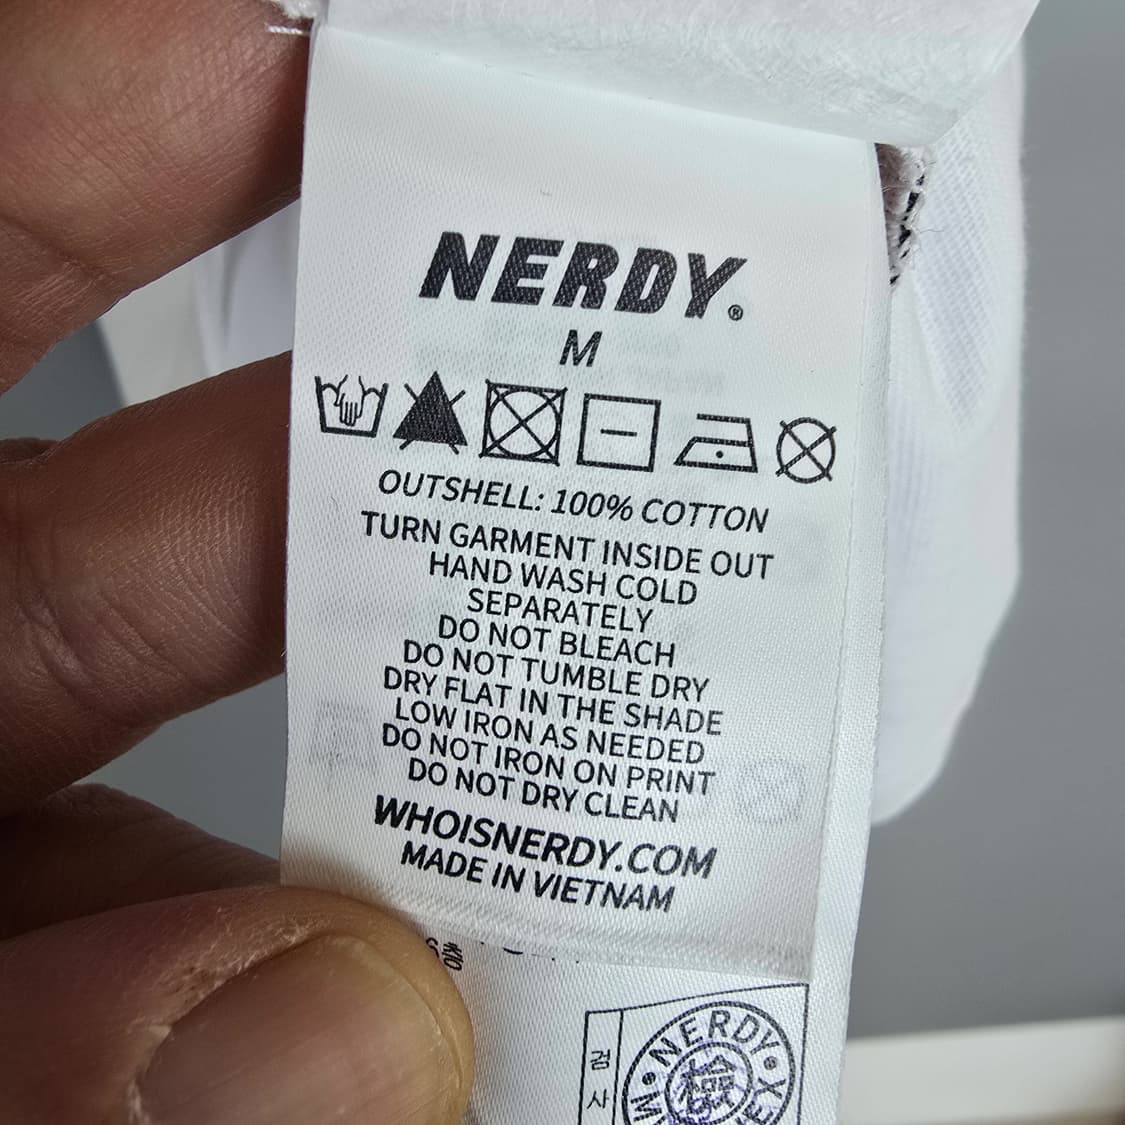 NERDY®
M
OUTSHELL: 100% COTTON
TURN GARMENT INSIDE OUT
HAND WASH COLD
SEPARATELY
DO NOT BLEACH
DO NOT TUMBLE DRY
DRY FLAT IN THE SHADE
LOW IRON AS NEEDED
DO NOT IRON ON PRINT
DO NOT DRY CLEAN
WHOISNERDY.COM
MADE IN VIETNAM
검사
NERDY
檢